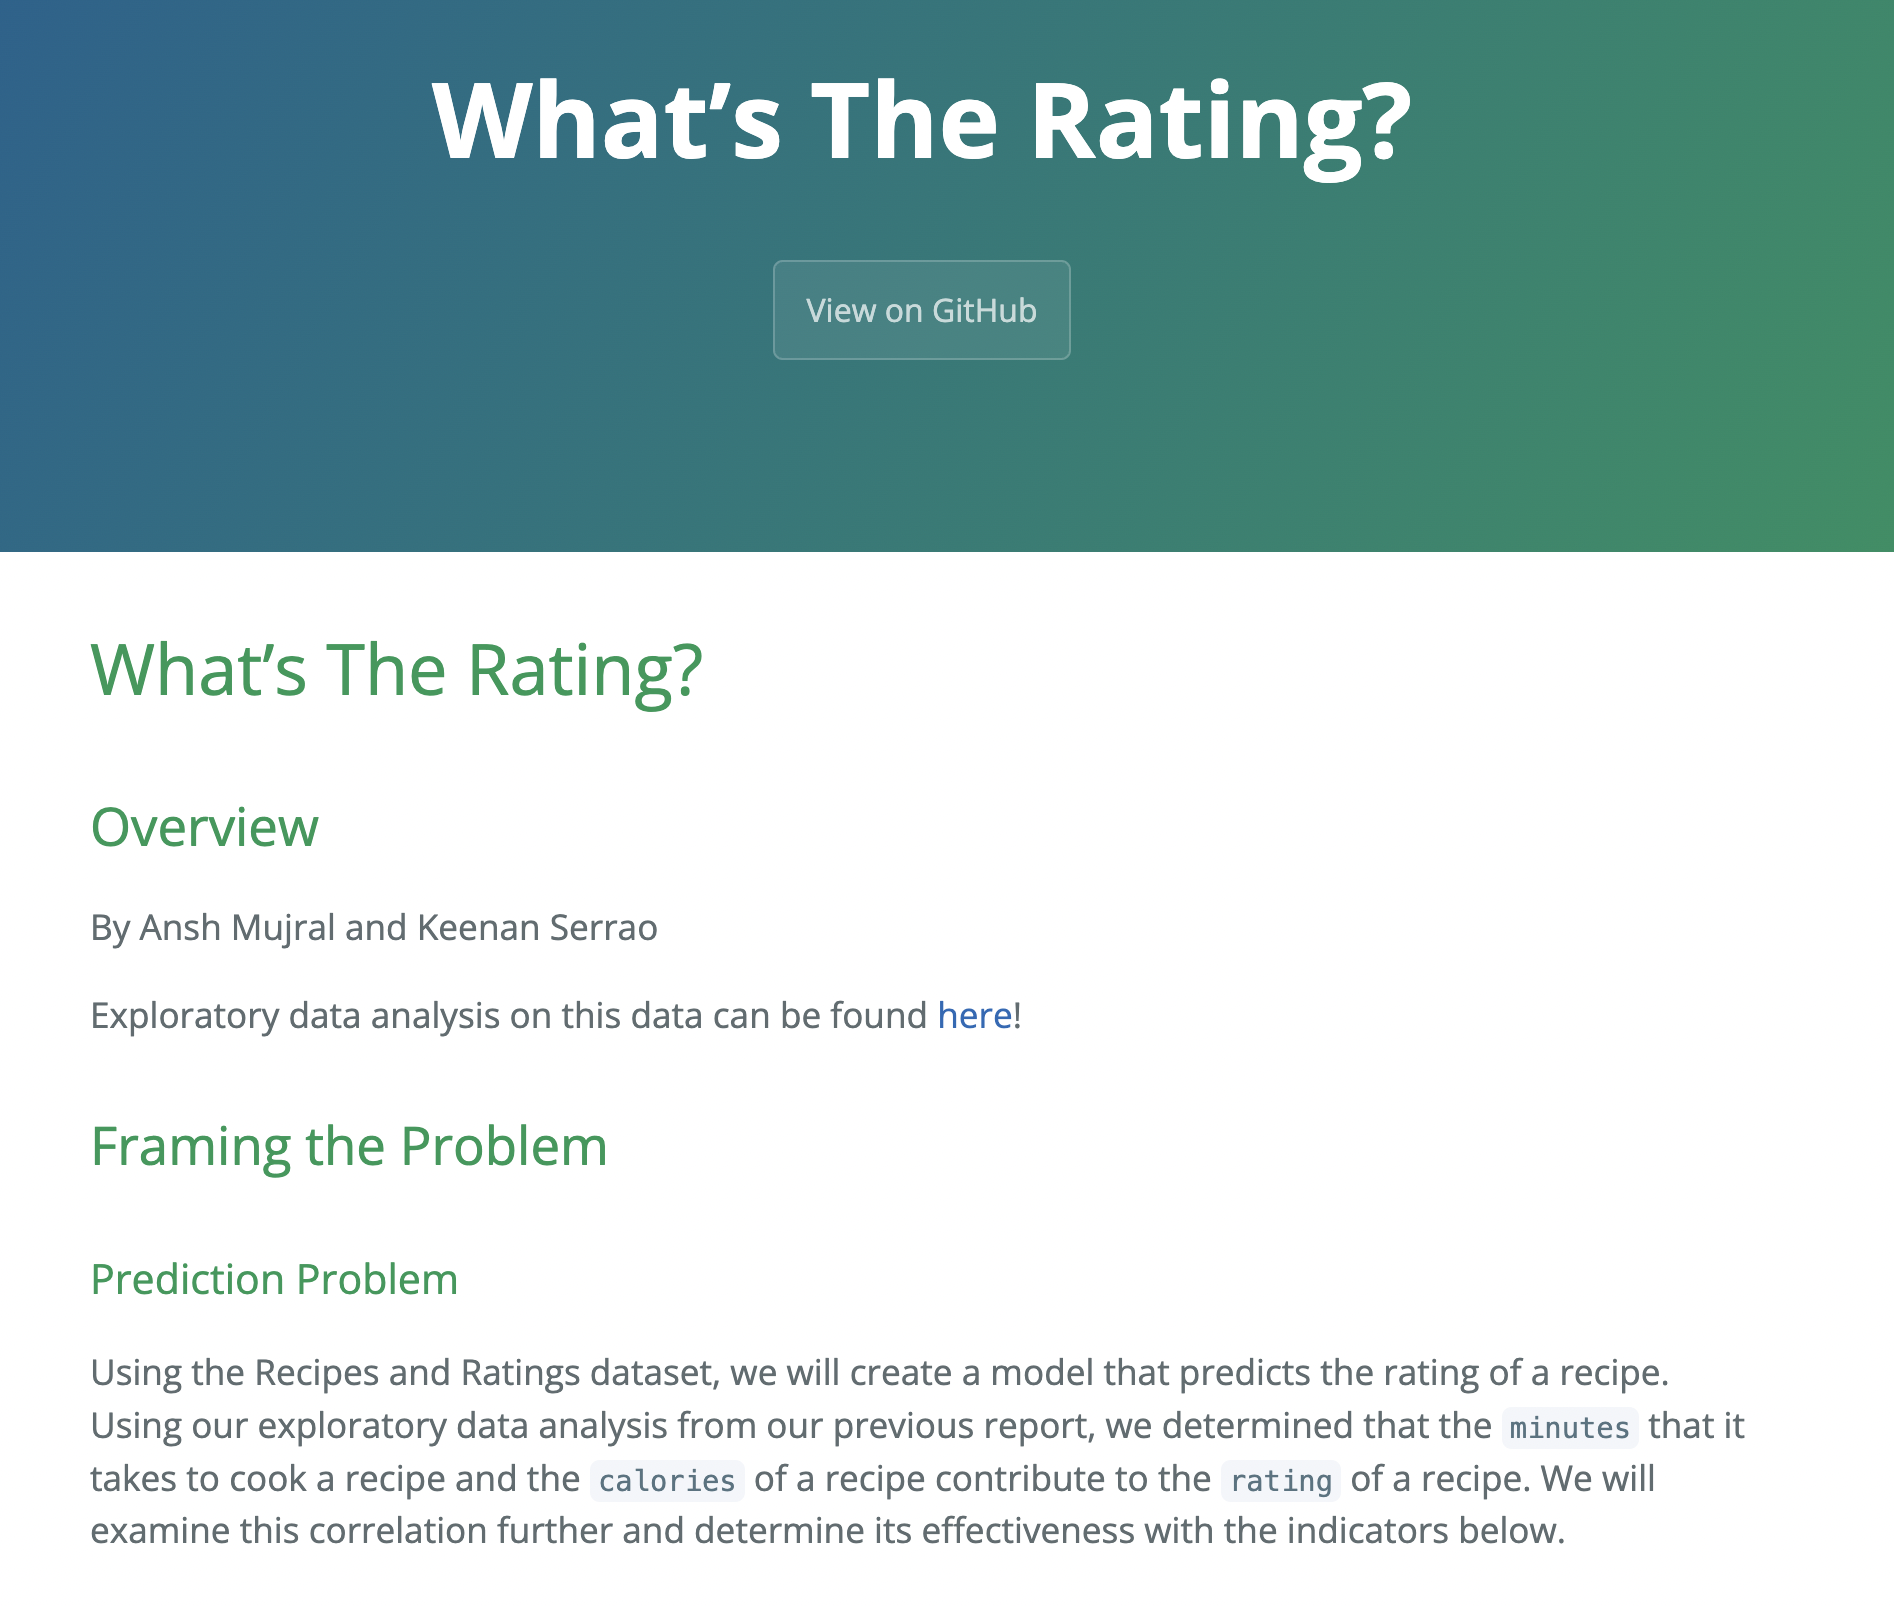 What’s The Rating?
View on GitHub
What’s The Rating?
Overview
By Ansh Mujral and Keenan Serrao
Exploratory data analysis on this data can be found here!
Framing the Problem
Prediction Problem
Using the Recipes and Ratings dataset, we will create a model that predicts the rating of a recipe.
Using our exploratory data analysis from our previous report, we determined that the minutes that it
takes to cook a recipe and the calories of a recipe contribute to the rating of a recipe. We will
examine this correlation further and determine its effectiveness with the indicators below.